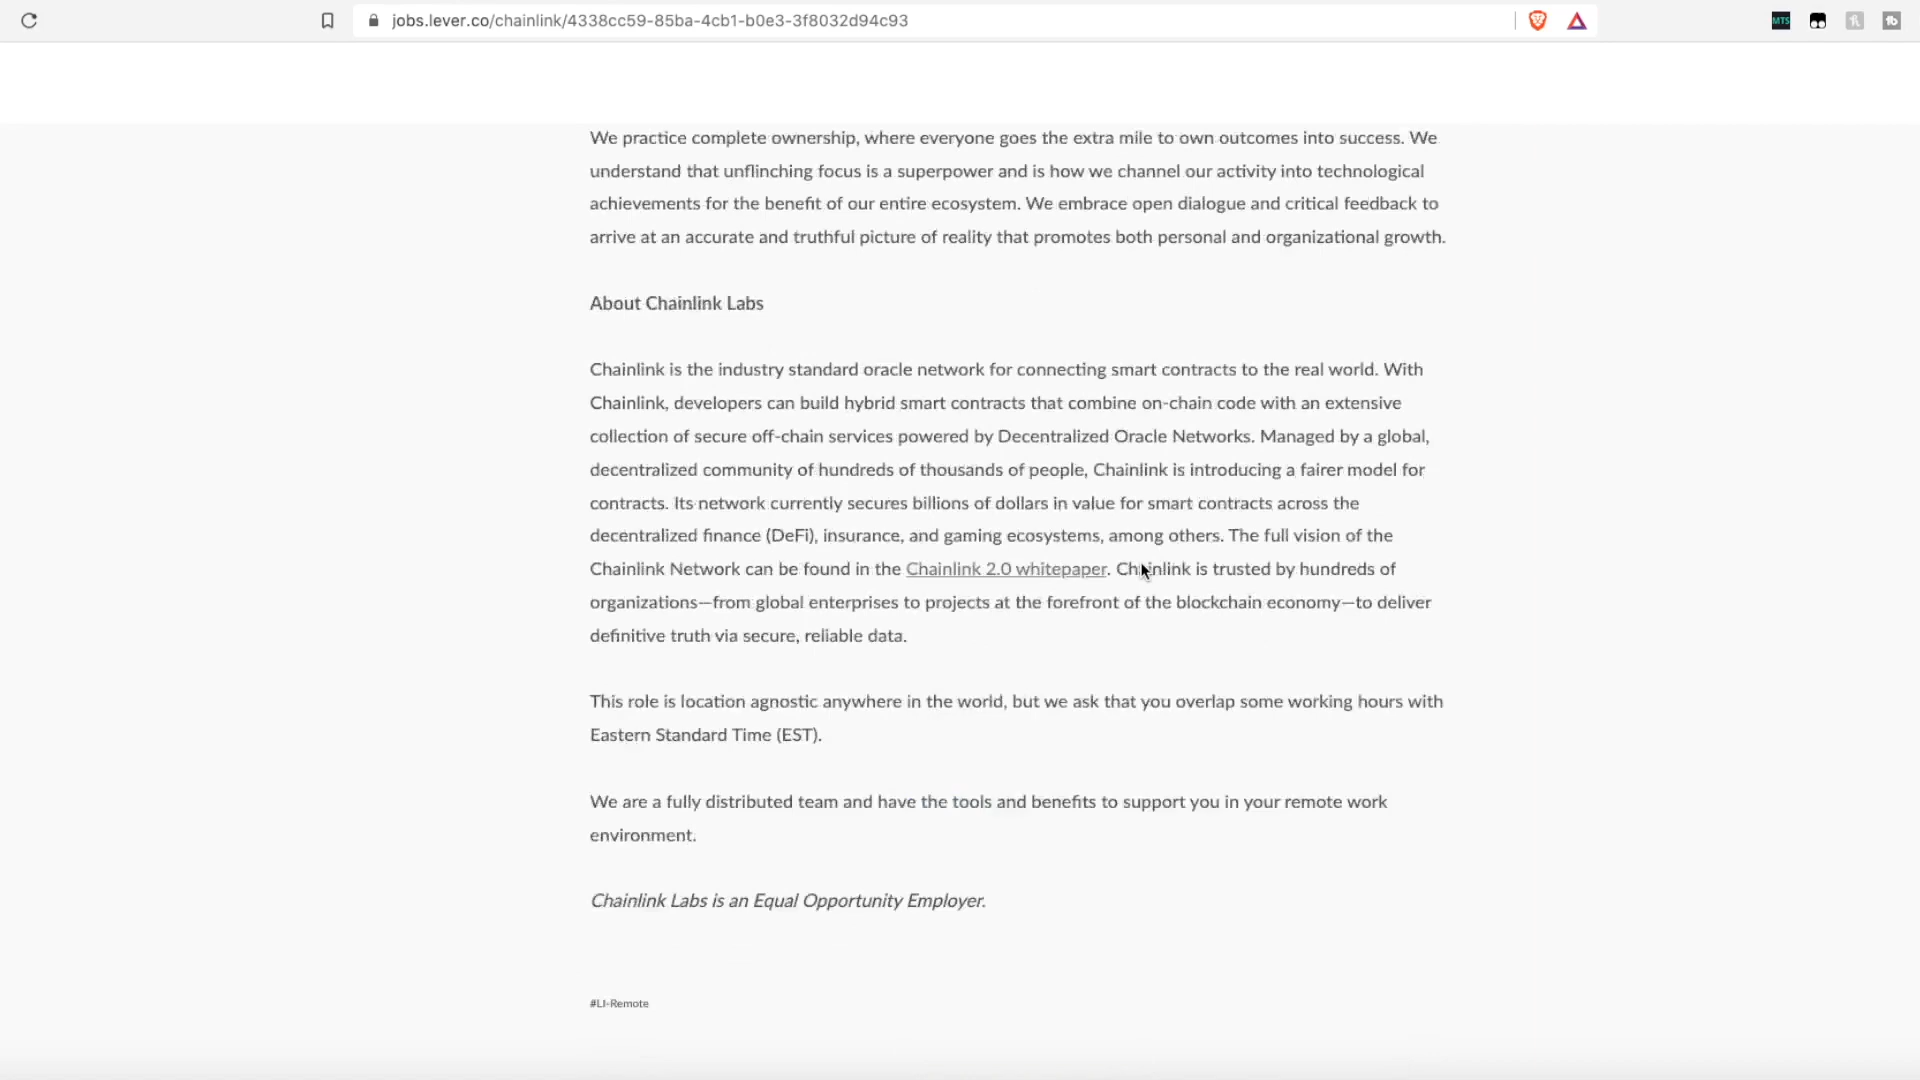 jobs.lever.co/chainlink/4338cc59-85ba-4cb1-b0e3-3f8032d94c93
MTS
We practice complete ownership, where everyone goes the extra mile to own outcomes into success. We
understand that unflinching focus is a superpower and is how we channel our activity into technological
achievements for the benefit of our entire ecosystem. We embrace open dialogue and critical feedback to
arrive at an accurate and truthful picture of reality that promotes both personal and organizational growth.
About Chainlink Labs
Chainlink is the industry standard oracle network for connecting smart contracts to the real world. With
Chainlink, developers can build hybrid smart contracts that combine on-chain code with an extensive
collection of secure off-chain services powered by Decentralized Oracle Networks. Managed by a global,
decentralized community of hundreds of thousands of people, Chainlink is introducing a fairer model for
contracts. Its network currently secures billions of dollars in value for smart contracts across the
decentralized finance (DeFi), insurance, and gaming ecosystems, among others. The full vision of the
Chainlink Network can be found in the Chainlink 2.0 whitepaper. Chainlink is trusted by hundreds of
organizations—from global enterprises to projects at the forefront of the blockchain economy—to deliver
definitive truth via secure, reliable data.
This role is location agnostic anywhere in the world, but we ask that you overlap some working hours with
Eastern Standard Time (EST).
We are a fully distributed team and have the tools and benefits to support you in your remote work
environment.
Chainlink Labs is an Equal Opportunity Employer.
#LI-Remote